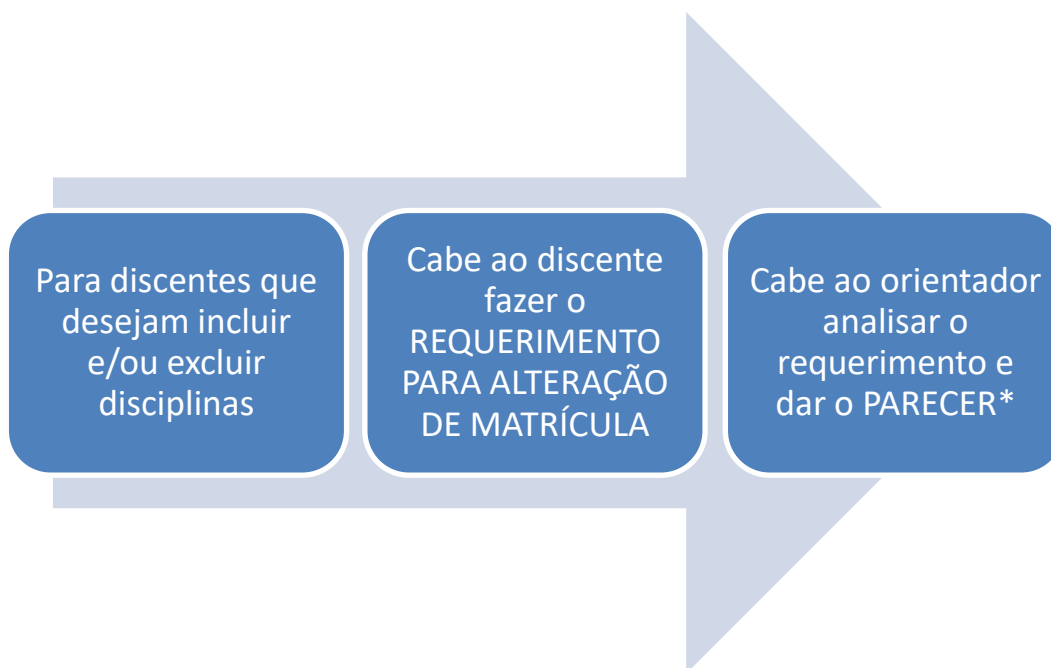 Para discentes que
desejam incluir
e/ou excluir
disciplinas
Cabe ao discente
fazer o
REQUERIMENTO
PARA ALTERAÇÃO
DE MATRÍCULA
Cabe ao orientador
analisar o
requerimento e
dar o PARECER*